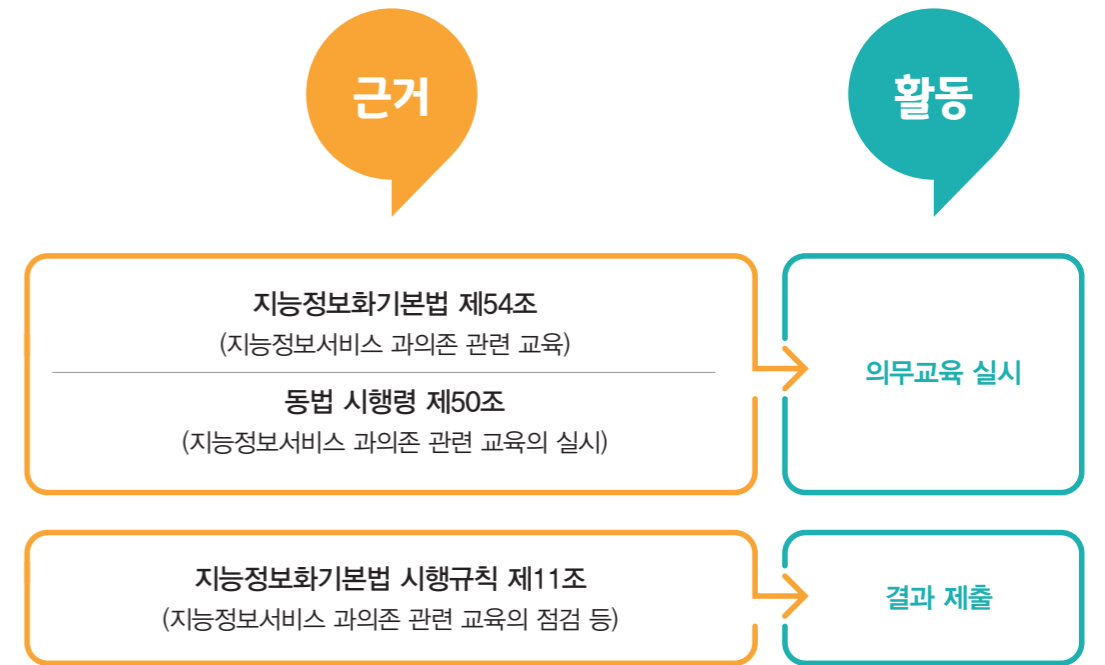 근거
활동
지능정보화기본법 제54조
(지능정보서비스 과의존 관련 교육)
동법 시행령 제50조
(지능정보서비스 과의존 관련 교육의 실시)
의무교육 실시
지능정보화기본법 시행규칙 제11조
(지능정보서비스 과의존 관련 교육의 점검 등)
결과 제출